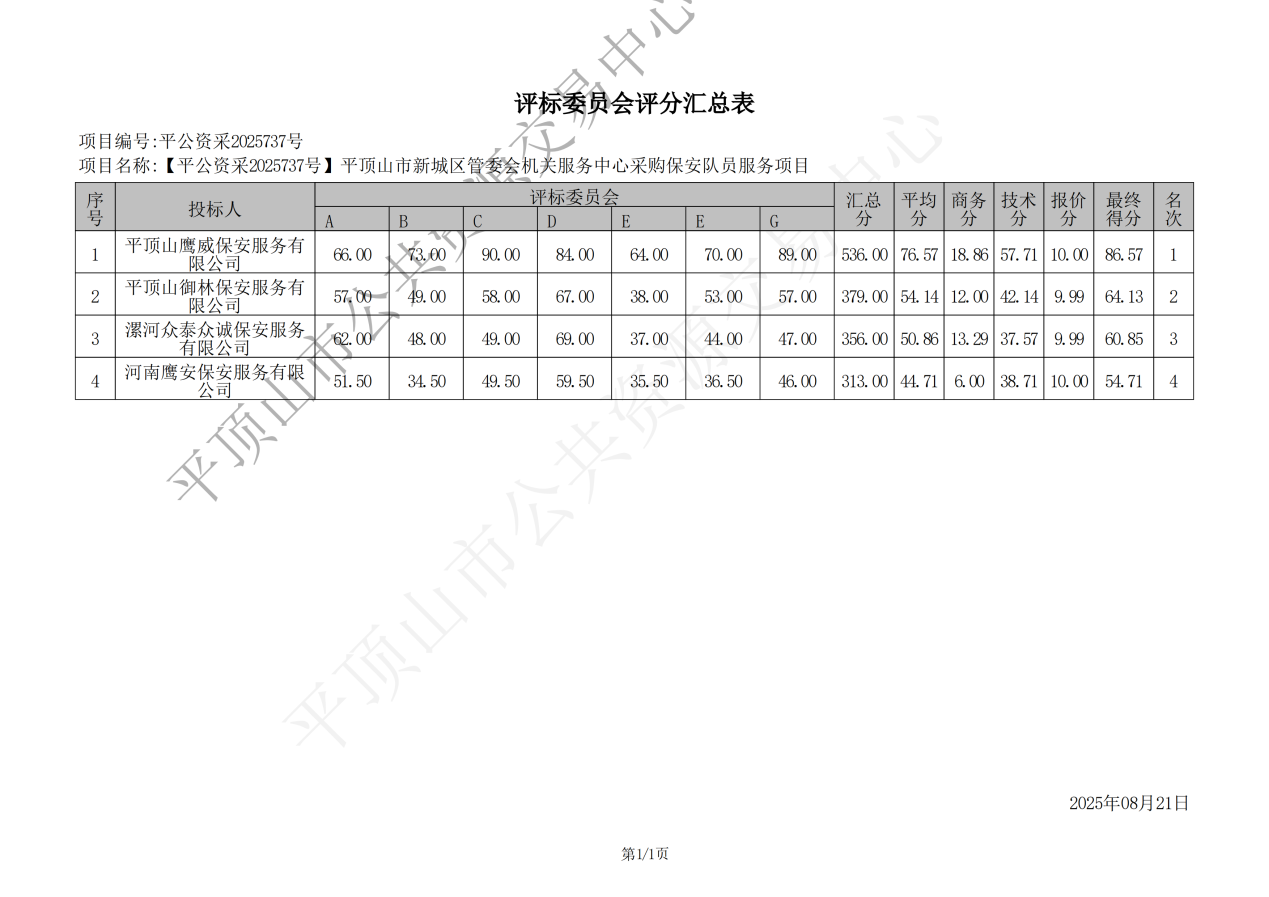 评标委员会评分汇总表
项目编号:平公资采2025737号
项目名称:【平公资采2025737号】平顶山市新城区管委会机关服务中心采购保安队员服务项目
序号 投标人 评标委员会 汇总分 平均分 商务分 技术分 报价分 最终得分 名次
A B C D E E G
1 平顶山鹰威保安服务有限公司 66.00 73.00 90.00 84.00 64.00 70.00 89.00 536.00 76.57 18.86 57.71 10.00 86.57 1
2 平顶山御林保安服务有限公司 57.00 49.00 58.00 67.00 38.00 53.00 57.00 379.00 54.14 12.00 42.14 9.99 64.13 2
3 漯河众泰众诚保安服务有限公司 62.00 48.00 49.00 69.00 37.00 44.00 47.00 356.00 50.86 13.29 37.57 9.99 60.85 3
4 河南鹰安保安服务有限公司 51.50 34.50 49.50 59.50 35.50 36.50 46.00 313.00 44.71 6.00 38.71 10.00 54.71 4
平顶山市公共资源交易中心
平顶山市公共资源交易中心
2025年08月21日
第1/1页